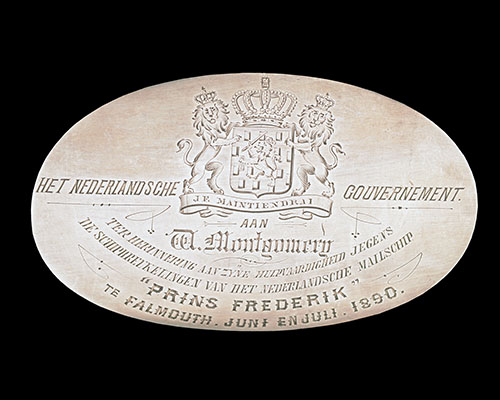 JE MAINTIENDRAI
HET NEDERLANDSCHE GOUVERNEMENT.
AAN
W. Montgomery
TER HERINNERING AAN ZYNE HULPVAARDIGHEID JEGENS
DE SCHIPBREUKELINGEN VAN HET NEDERLANDSCHE MAILSCHIP
"PRINS FREDERIK"
TE FALMOUTH. JUNI EN JULI. 1890.